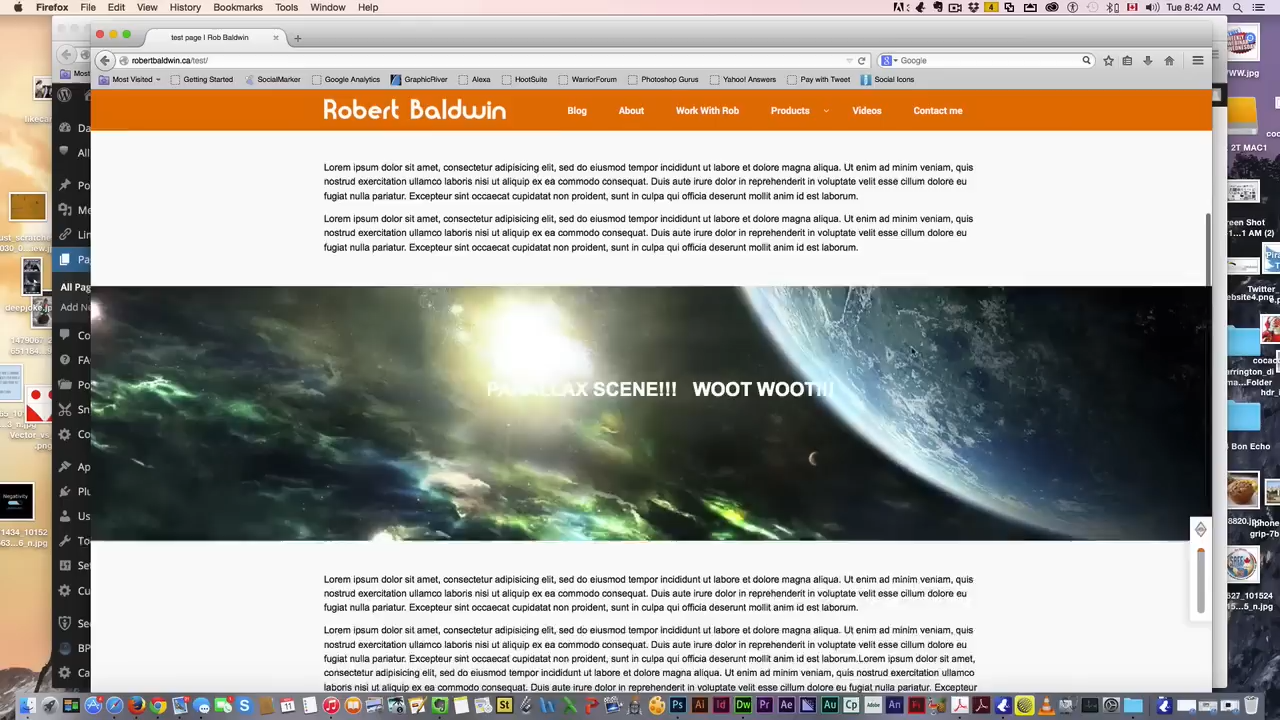 Firefox File Edit View History Bookmarks Tools Window Help
4
Tue 8:42 AM
test page | Rob Baldwin
robertbaldwin.ca/test/
Google
Most Visited Getting Started SocialMarker Google Analytics GraphicRiver Alexa HootSuite WarriorForum Photoshop Gurus Yahoo! Answers Pay with Tweet Social Icons
Robert Baldwin
Blog About Work With Rob Products Videos Contact me
Lorem ipsum dolor sit amet, consectetur adipisicing elit, sed do eiusmod tempor incididunt ut labore et dolore magna aliqua. Ut enim ad minim veniam, quis
nostrud exercitation ullamco laboris nisi ut aliquip ex ea commodo consequat. Duis aute irure dolor in reprehenderit in voluptate velit esse cillum dolore eu
fugiat nulla pariatur. Excepteur sint occaecat cupidatat non proident, sunt in culpa qui officia deserunt mollit anim id est laborum.
Lorem ipsum dolor sit amet, consectetur adipisicing elit, sed do eiusmod tempor incididunt ut labore et dolore magna aliqua. Ut enim ad minim veniam, quis
nostrud exercitation ullamco laboris nisi ut aliquip ex ea commodo consequat. Duis aute irure dolor in reprehenderit in voluptate velit esse cillum dolore eu
fugiat nulla pariatur. Excepteur sint occaecat cupidatat non proident, sunt in culpa qui officia deserunt mollit anim id est laborum.
SCENE!!! WOOT WOOT!!!
Lorem ipsum dolor sit amet, consectetur adipisicing elit, sed do eiusmod tempor incididunt ut labore et dolore magna aliqua. Ut enim ad minim veniam, quis
nostrud exercitation ullamco laboris nisi ut aliquip ex ea commodo consequat. Duis aute irure dolor in reprehenderit in voluptate velit esse cillum dolore eu
fugiat nulla pariatur. Excepteur sint occaecat cupidatat non proident, sunt in culpa qui officia deserunt mollit anim id est laborum.
Lorem ipsum dolor sit amet, consectetur adipisicing elit, sed do eiusmod tempor incididunt ut labore et dolore magna aliqua. Ut enim ad minim veniam, quis
nostrud exercitation ullamco laboris nisi ut aliquip ex ea commodo consequat. Duis aute irure dolor in reprehenderit in voluptate velit esse cillum dolore eu
fugiat nulla pariatur. Excepteur sint occaecat cupidatat non proident, sunt in culpa qui officia deserunt mollit anim id est laborum.Lorem ipsum dolor sit amet,
consectetur adipisicing elit, sed do eiusmod tempor incididunt ut labore et dolore magna aliqua. Ut enim ad minim veniam, quis nostrud exercitation ullamco
laboris nisi ut aliquip ex ea commodo consequat. Duis aute irure dolor in reprehenderit in voluptate velit esse cillum dolore eu fugiat nulla pariatur. Excepteur
Most
All Pag
Add Ne
2T MAC1
Twitter_
website4.png
Folder
Bon Echo
iphone
grip-7b
deepjoke.jp
Negativity